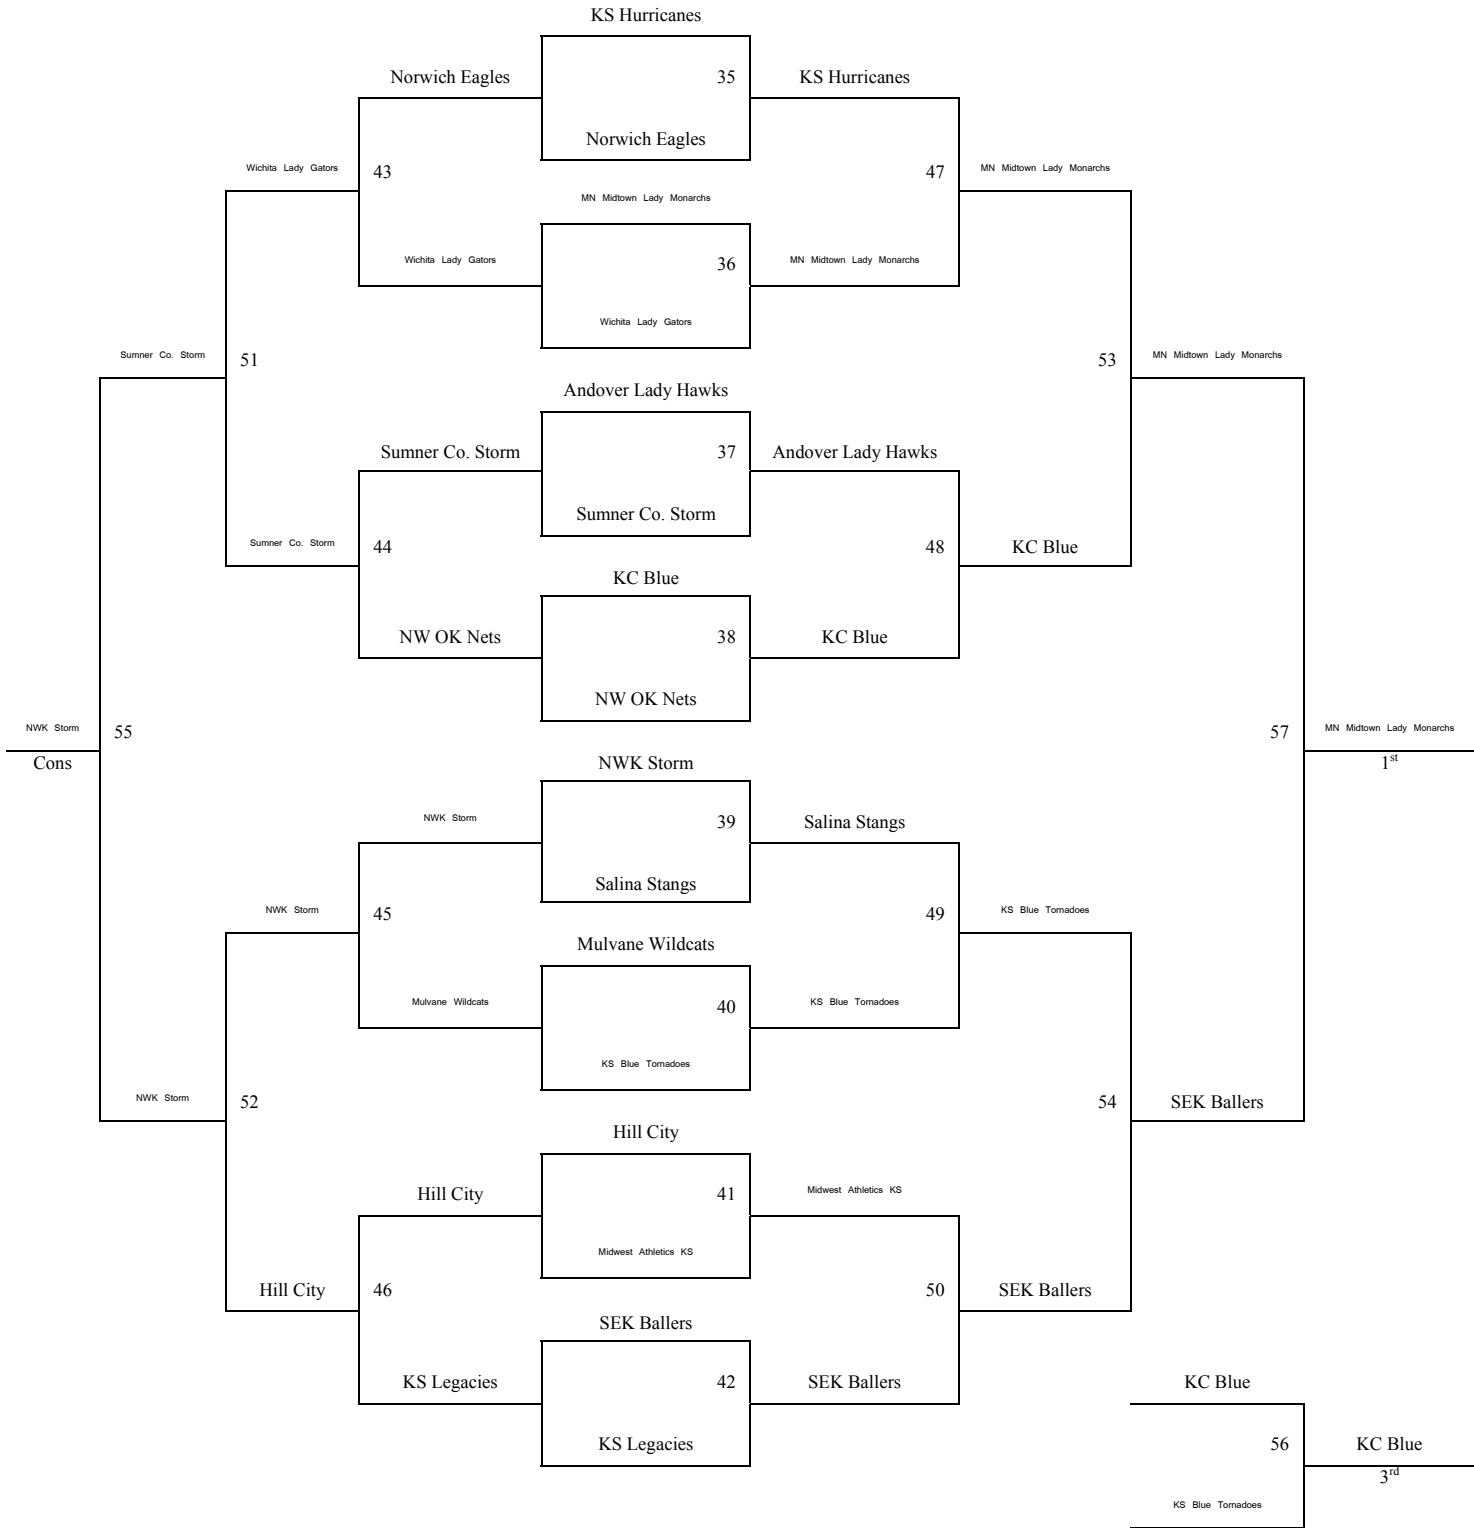 KS Hurricanes
Norwich Eagles 35 KS Hurricanes
Norwich Eagles
Wichita Lady Gators 43 47 MN Midtown Lady Monarchs
MN Midtown Lady Monarchs
Wichita Lady Gators 36 MN Midtown Lady Monarchs
Wichita Lady Gators
Sumner Co. Storm 51 53 MN Midtown Lady Monarchs
Andover Lady Hawks
Sumner Co. Storm 37 Andover Lady Hawks
Sumner Co. Storm
Sumner Co. Storm 44 48 KC Blue
KC Blue
NW OK Nets 38 KC Blue
NW OK Nets
NWK Storm 55 57 MN Midtown Lady Monarchs
Cons NWK Storm 1st
NWK Storm 39 Salina Stangs
Salina Stangs
NWK Storm 45 49 KS Blue Tornadoes
Mulvane Wildcats
Mulvane Wildcats 40 KS Blue Tornadoes
KS Blue Tornadoes
NWK Storm 52 54 SEK Ballers
Hill City
Hill City 41 Midwest Athletics KS
Midwest Athletics KS
Hill City 46 50 SEK Ballers
SEK Ballers
KS Legacies 42 SEK Ballers KC Blue
KS Legacies 56 KC Blue
3rd
KS Blue Tornadoes